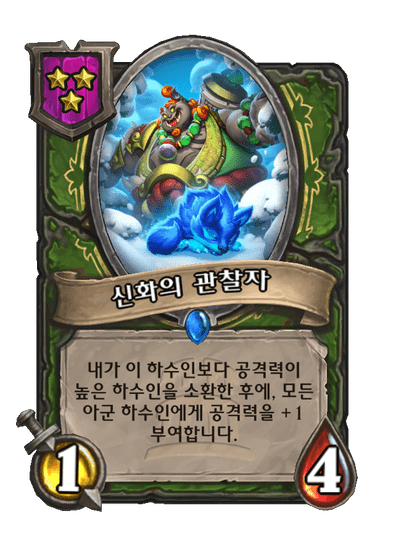 신화의 관찰자
내가 이 하수인보다 공격력이
높은 하수인을 소환한 후에, 모든
아군 하수인에게 공격력을 +1
부여합니다.
1
4